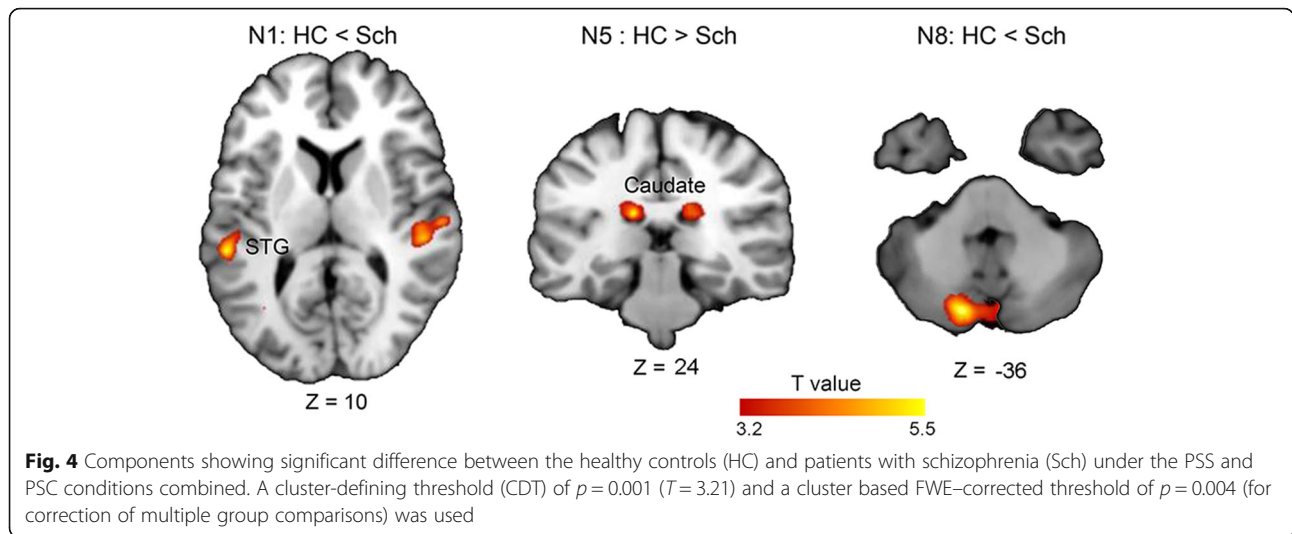 N1: HC < Sch
N5 : HC > Sch
N8: HC < Sch
STG
Caudate
Z = 10
Z = 24
Z = -36
T value
3.2 5.5
Fig. 4 Components showing significant difference between the healthy controls (HC) and patients with schizophrenia (Sch) under the PSS and
PSC conditions combined. A cluster-defining threshold (CDT) of p = 0.001 (T = 3.21) and a cluster based FWE–corrected threshold of p = 0.004 (for
correction of multiple group comparisons) was used